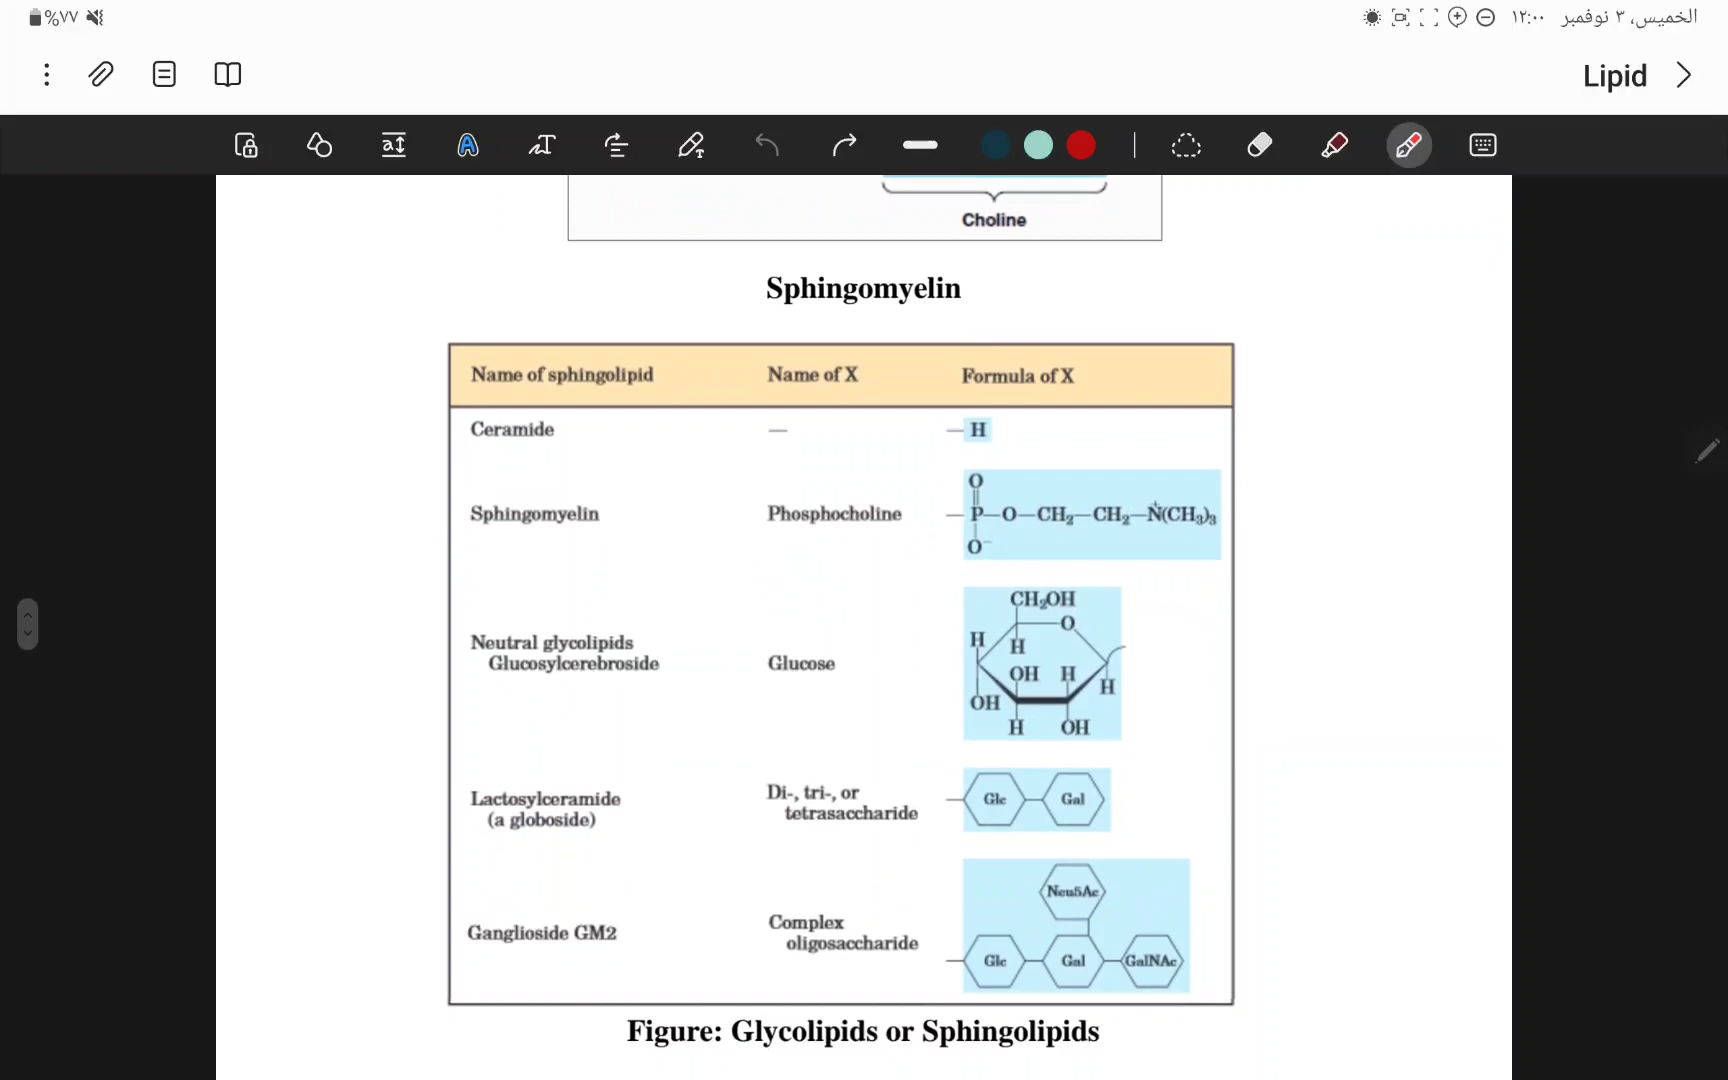 %٧٧
الخميس، ٣ نوفمبر ١٢:٠٠
Lipid
Choline
Sphingomyelin
Name of sphingolipid Name of X Formula of X
Ceramide — — H
O
Sphingomyelin Phosphocholine —P—O—CH₂—CH₂—N⁺(CH₃)₃
O⁻
CH₂OH
O
H
H
Neutral glycolipids
Glucosylcerebroside Glucose
OH H
H
OH
H OH
Lactosylceramide Di-, tri-, or
(a globoside) tetrasaccharide
Glc Gal
Neu5Ac
Ganglioside GM2 Complex
oligosaccharide
Glc Gal GalNAc
Figure: Glycolipids or Sphingolipids